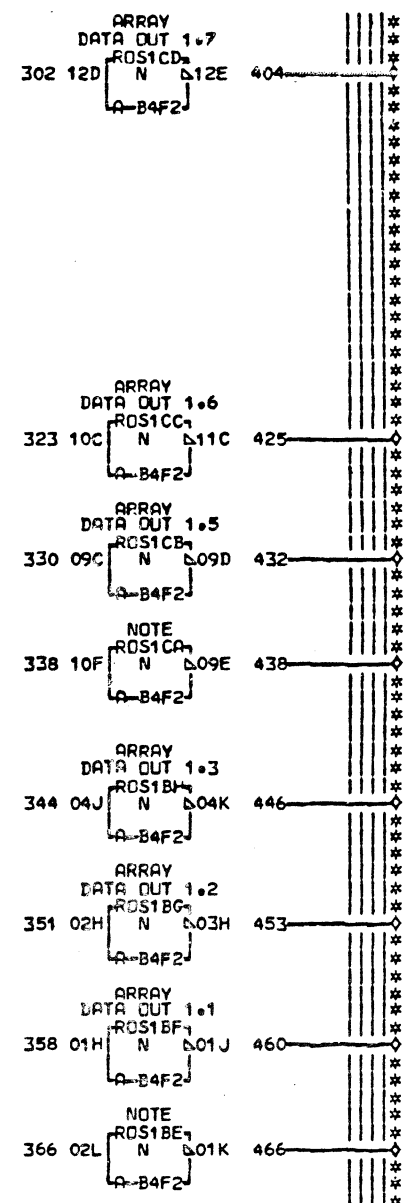 ARRAY
DATA OUT 1.7
ROS1CD
302 12D N 12E 404
A-B4F2
ARRAY
DATA OUT 1.6
ROS1CC
323 10C N 11C 425
A-B4F2
ARRAY
DATA OUT 1.5
ROS1CB
330 09C N 09D 432
A-B4F2
NOTE
ROS1CA
338 10F N 09E 438
A-B4F2
ARRAY
DATA OUT 1.3
ROS1BH
344 04J N 04K 446
A-B4F2
ARRAY
DATA OUT 1.2
ROS1BG
351 02H N 03H 453
A-B4F2
ARRAY
DATA OUT 1.1
ROS1BF
358 01H N 01J 460
A-B4F2
NOTE
ROS1BE
366 02L N 01K 466
A-B4F2